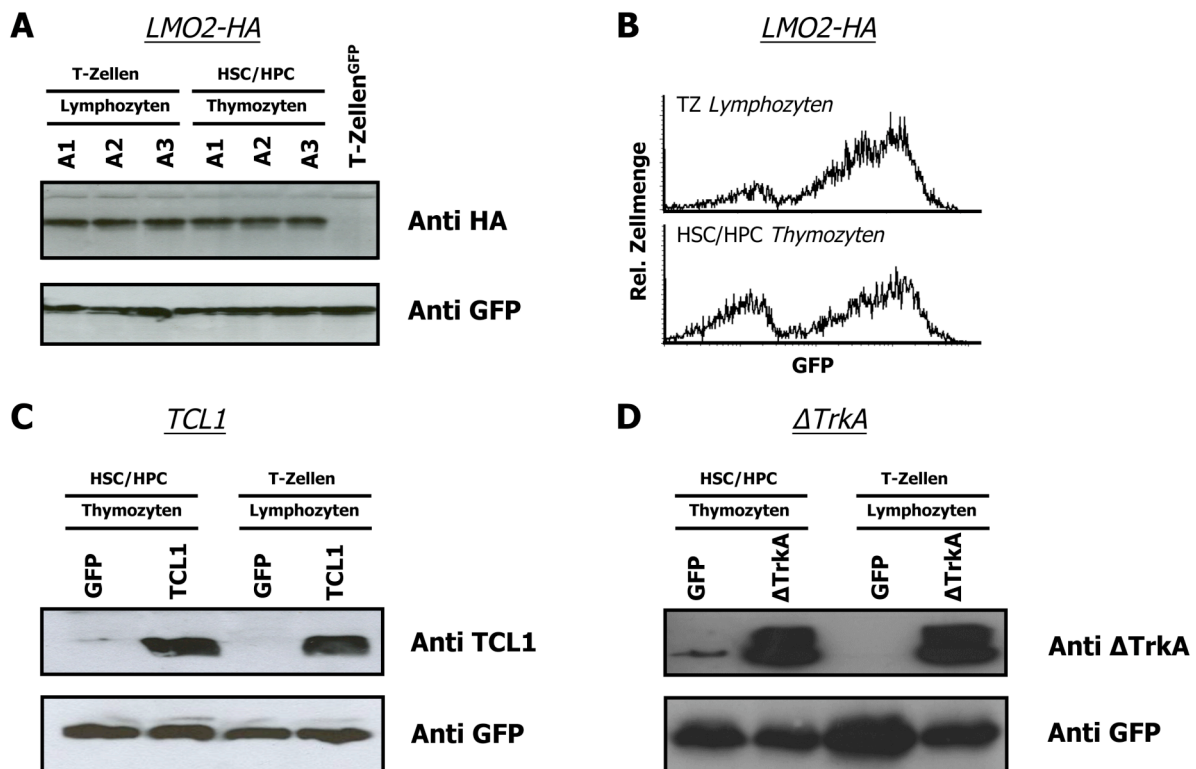 A
LMO2-HA
T-Zellen
HSC/HPC
Lymphozyten
Thymozyten
A1
A2
A3
A1
A2
A3
T-ZellenGFP
Anti HA
Anti GFP
B
LMO2-HA
TZ Lymphozyten
HSC/HPC Thymozyten
Rel. Zellmenge
GFP
C
TCL1
HSC/HPC
T-Zellen
Thymozyten
Lymphozyten
GFP
TCL1
GFP
TCL1
Anti TCL1
Anti GFP
D
ΔTrkA
HSC/HPC
T-Zellen
Thymozyten
Lymphozyten
GFP
ΔTrkA
GFP
ΔTrkA
Anti ΔTrkA
Anti GFP